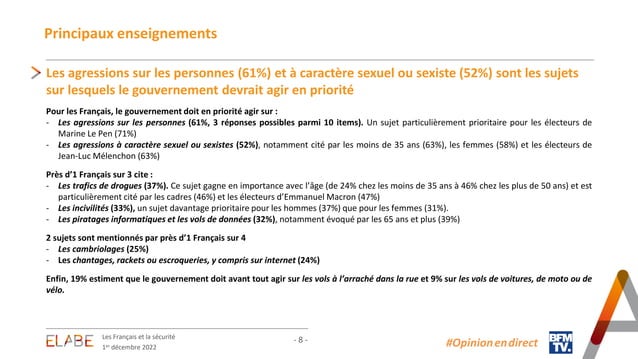 Principaux enseignements
Les agressions sur les personnes (61%) et à caractère sexuel ou sexiste (52%) sont les sujets
sur lesquels le gouvernement devrait agir en priorité
Pour les Français, le gouvernement doit en priorité agir sur :
- Les agressions sur les personnes (61%, 3 réponses possibles parmi 10 items). Un sujet particulièrement prioritaire pour les électeurs de
Marine Le Pen (71%)
- Les agressions à caractère sexuel ou sexistes (52%), notamment cité par les moins de 35 ans (63%), les femmes (58%) et les électeurs de
Jean-Luc Mélenchon (63%)
Près d'1 Français sur 3 cite :
- Les trafics de drogues (37%). Ce sujet gagne en importance avec l'âge (de 24% chez les moins de 35 ans à 46% chez les plus de 50 ans) et est
particulièrement cité par les cadres (46%) et les électeurs d'Emmanuel Macron (47%)
- Les incivilités (33%), un sujet davantage prioritaire pour les hommes (37%) que pour les femmes (31%).
- Les piratages informatiques et les vols de données (32%), notamment évoqué par les 65 ans et plus (39%)
2 sujets sont mentionnés par près d'1 Français sur 4
- Les cambriolages (25%)
- Les chantages, rackets ou escroqueries, y compris sur internet (24%)
Enfin, 19% estiment que le gouvernement doit avant tout agir sur les vols à l'arraché dans la rue et 9% sur les vols de voitures, de moto ou de
vélo.
ELABE
Les Français et la sécurité
1er décembre 2022
- 8 -
#Opinionendirect
BFM
TV.